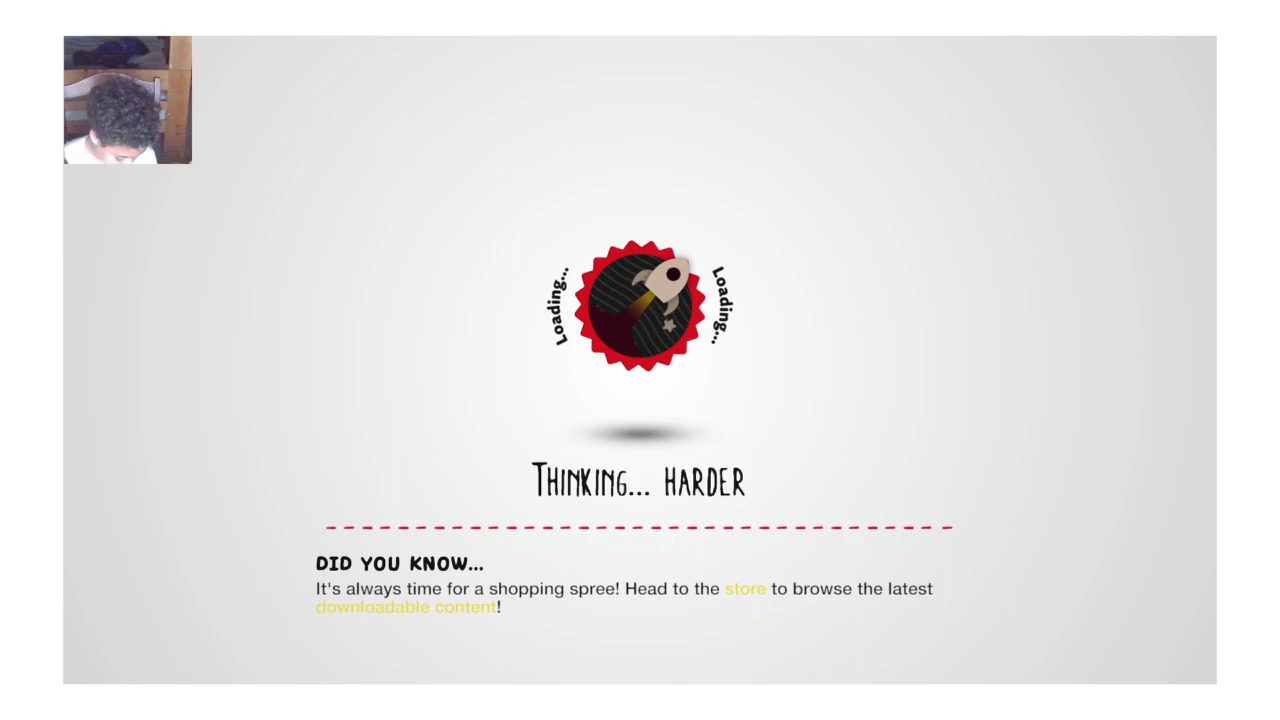 Loading...
Loading...
THINKING... HARDER
DID YOU KNOW...
It's always time for a shopping spree! Head to the store to browse the latest
downloadable content!